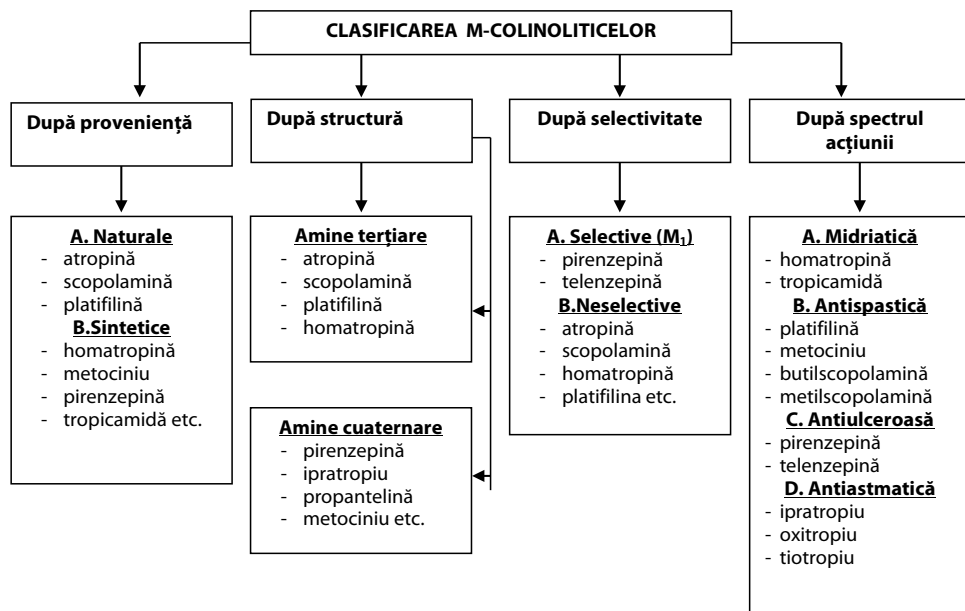 CLASIFICAREA M-COLINOLITICELOR
După proveniență
După structură
După selectivitate
După spectrul
acțiunii
A. Naturale
- atropină
- scopolamină
- platifilină
B.Sintetice
- homatropină
- metociniu
- pirenzepină
- tropicamidă etc.
Amine terțiare
- atropină
- scopolamină
- platifilină
- homatropină
Amine cuaternare
- pirenzepină
- ipratropiu
- propantelină
- metociniu etc.
A. Selective (M₁)
- pirenzepină
- telenzepină
B.Neselective
- atropină
- scopolamină
- homatropină
- platifilina etc.
A. Midriatică
- homatropină
- tropicamidă
B. Antispastică
- platifilină
- metociniu
- butilscopolamină
- metilscopolamină
C. Antiulceroasă
- pirenzepină
- telenzepină
D. Antiastmatică
- ipratropiu
- oxitropiu
- tiotropiu